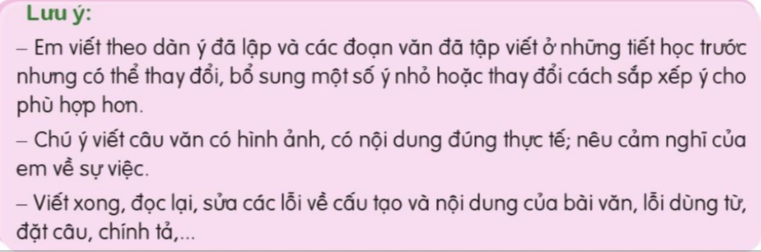 Lưu ý:
– Em viết theo dàn ý đã lập và các đoạn văn đã tập viết ở những tiết học trước
nhưng có thể thay đổi, bổ sung một số ý nhỏ hoặc thay đổi cách sắp xếp ý cho
phù hợp hơn.
– Chú ý viết câu văn có hình ảnh, có nội dung đúng thực tế; nêu cảm nghĩ của
em về sự việc.
– Viết xong, đọc lại, sửa các lỗi về cấu tạo và nội dung của bài văn, lỗi dùng từ,
đặt câu, chính tả,...